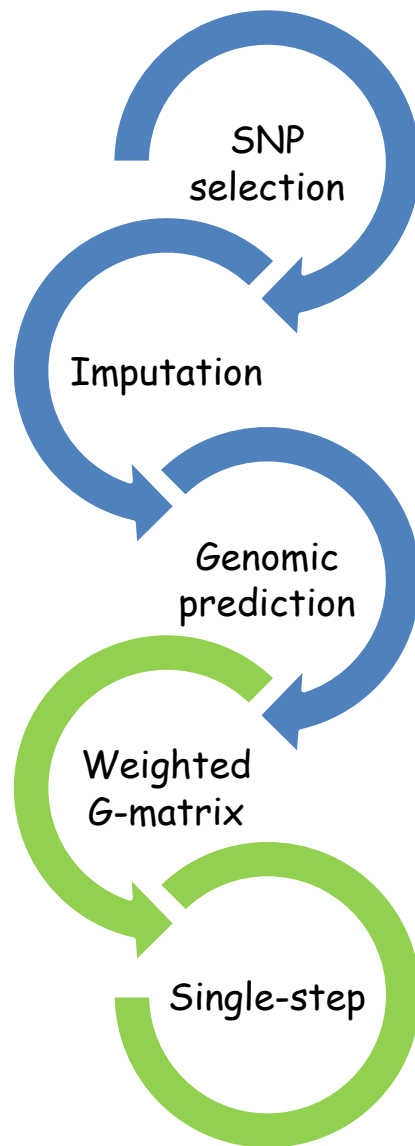 SNP
selection
Imputation
Genomic
prediction
Weighted
G-matrix
Single-step